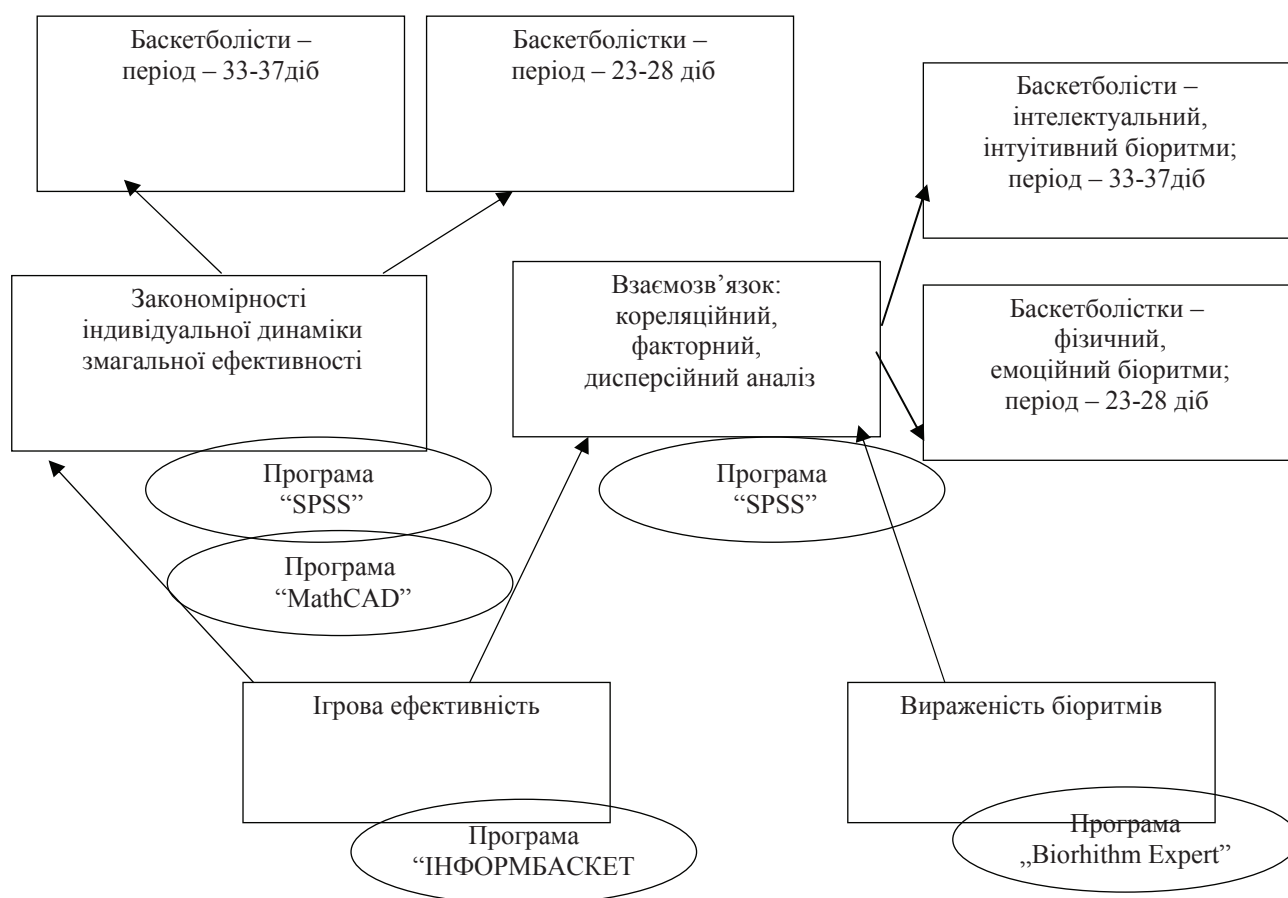 Баскетболісти –
період – 33-37діб
Баскетболістки –
період – 23-28 діб
Баскетболісти –
інтелектуальний,
інтуітивний біоритми;
період – 33-37діб
Закономірності
індивідуальної динаміки
змагальної ефективності
Взаємозв’язок:
кореляційний,
факторний,
дисперсійний аналіз
Баскетболістки –
фізичний,
емоційний біоритми;
період – 23-28 діб
Програма
“SPSS”
Програма
“SPSS”
Програма
“MathCAD”
Ігрова ефективність
Вираженість біоритмів
Програма
“ІНФОРМБАСКЕТ
Програма
„Biorhithm Expert”